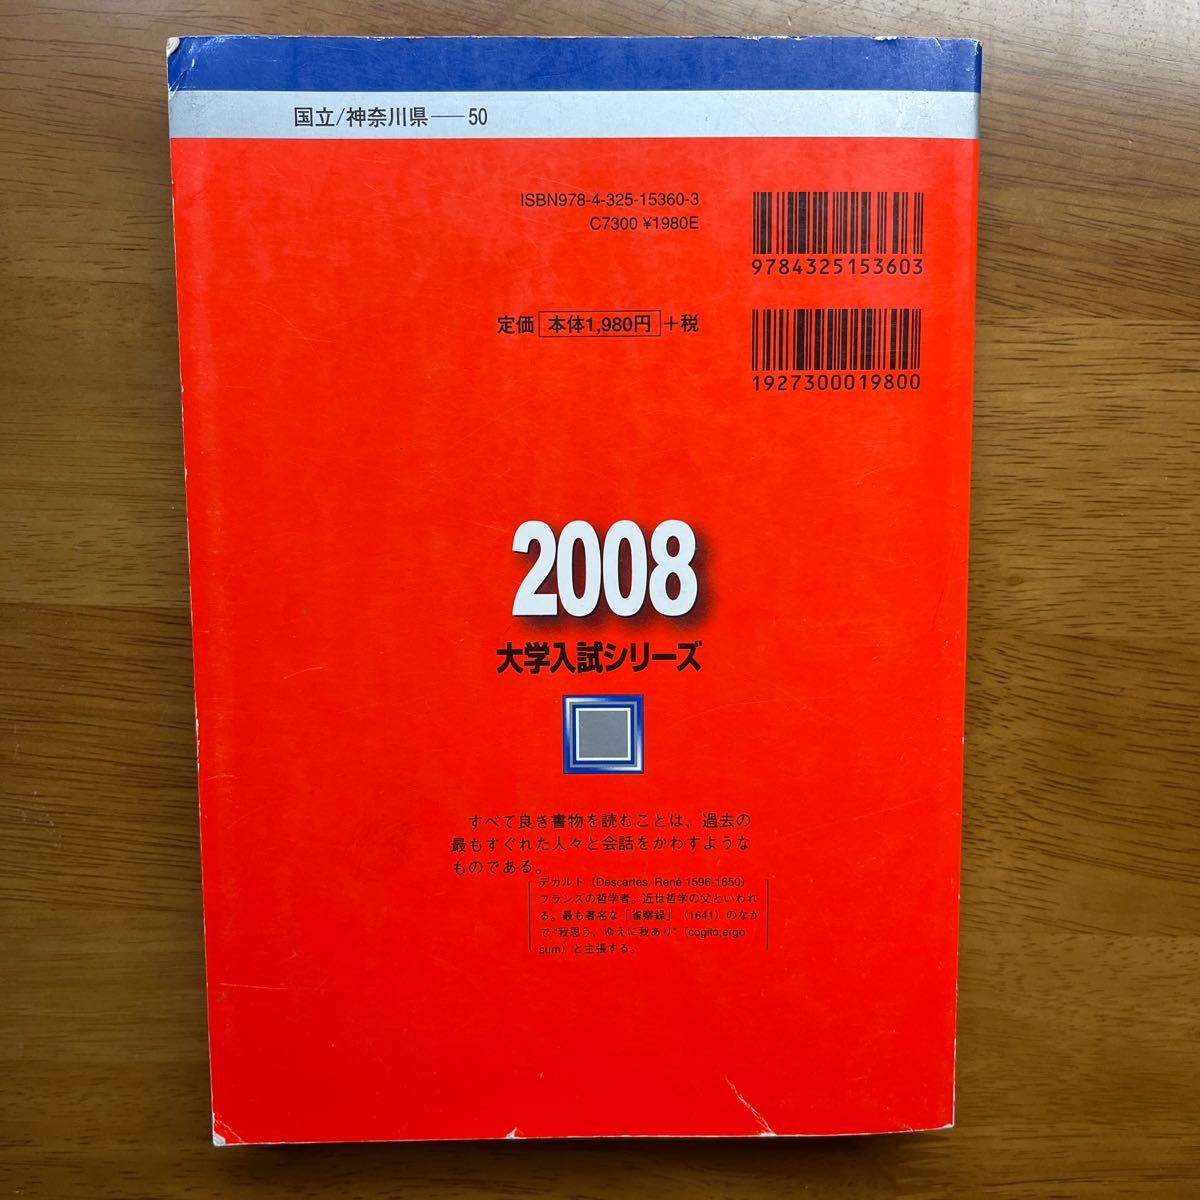 国立/神奈川県──50
ISBN978-4-325-15360-3
C7300 ¥1980E
9784325153603
定価 本体1,980円 +税
1927300019800
2008
大学入試シリーズ
すべて良き書物を読むことは、過去の
最もすぐれた人々と会話をかわすような
ものである。
デカルト（Descartes, René 1596-1650）
フランスの哲学者。近世哲学の父といわれ
る。最も著名な「省察録」（1641）のなか
で“我思う、ゆえに我あり”（cogito,ergo
sum）と主張する。